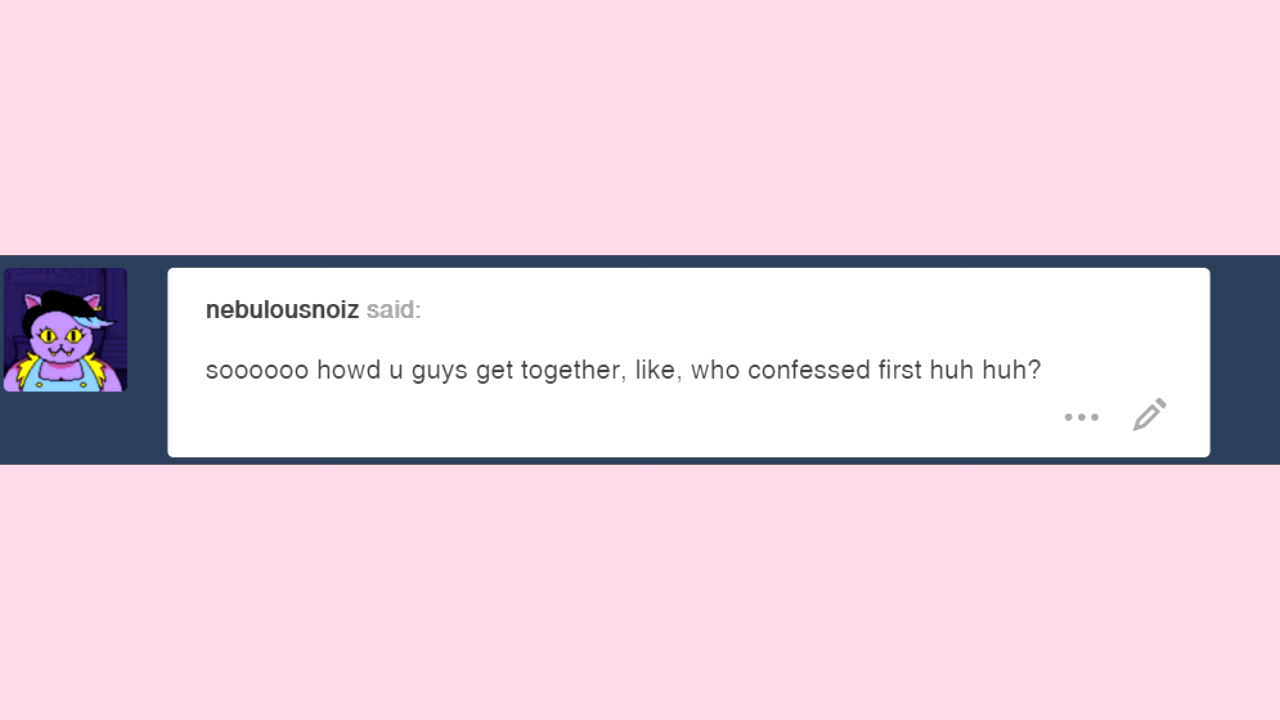 nebulousnoiz said:
soooooo howd u guys get together, like, who confessed first huh huh?